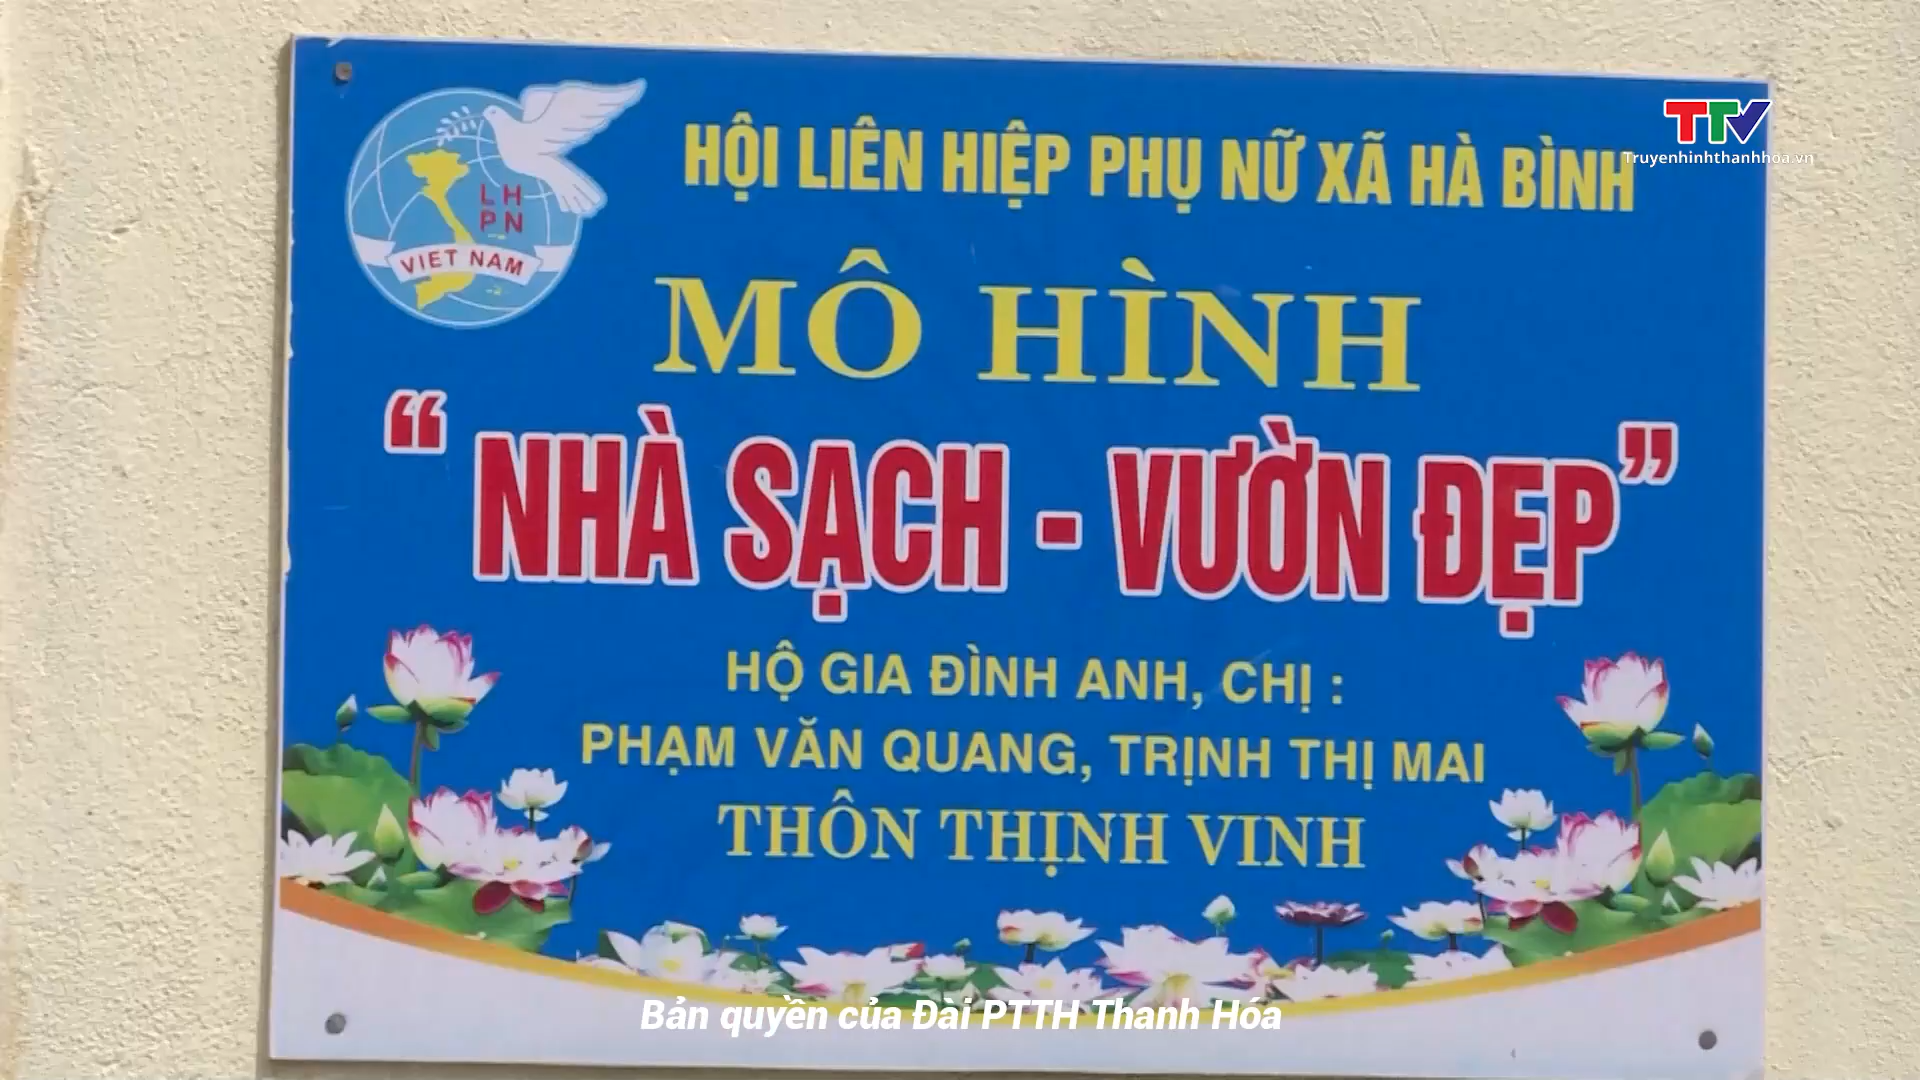 TTV
Truyenhinhthanhhoa.vn
HỘI LIÊN HIỆP PHỤ NỮ XÃ HÀ BÌNH
LH
PN
VIET NAM
MÔ HÌNH
“NHÀ SẠCH - VƯỜN ĐẸP”
HỘ GIA ĐÌNH ANH, CHỊ :
PHẠM VĂN QUANG, TRỊNH THỊ MAI
THÔN THỊNH VINH
Bản quyền của Đài PTTH Thanh Hóa